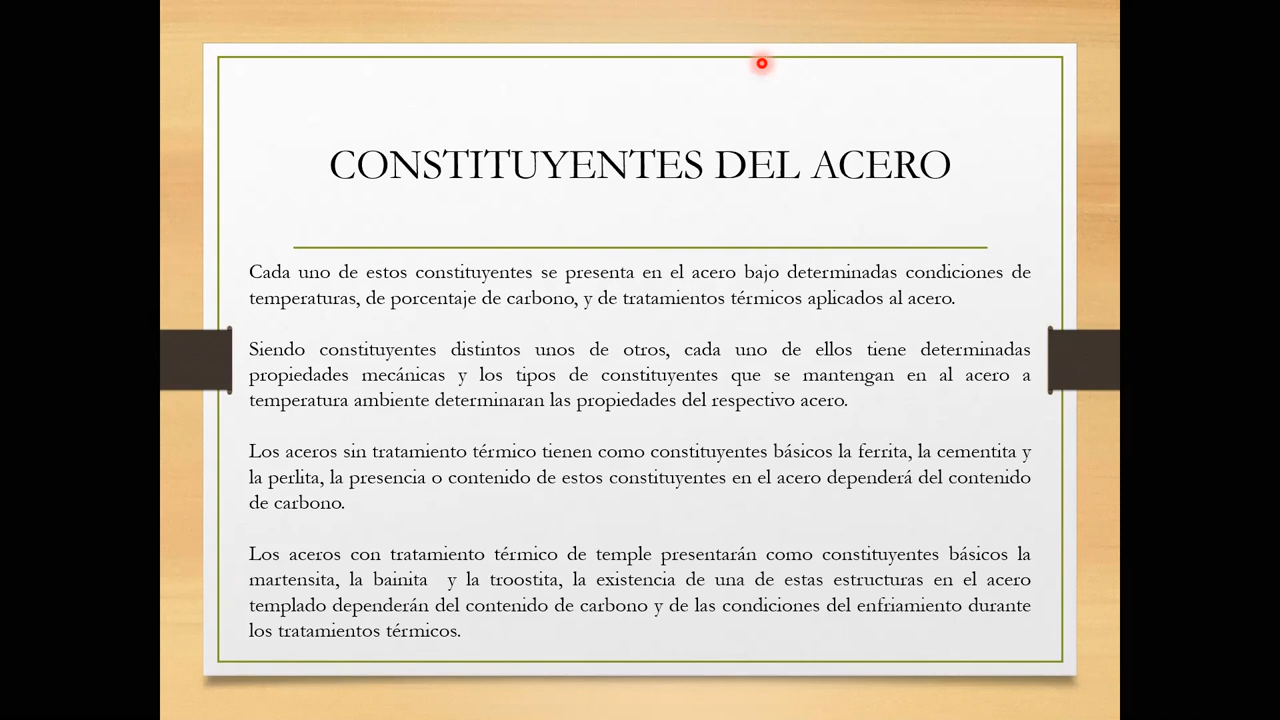 CONSTITUYENTES DEL ACERO
Cada uno de estos constituyentes se presenta en el acero bajo determinadas condiciones de
temperaturas, de porcentaje de carbono, y de tratamientos térmicos aplicados al acero.
Siendo constituyentes distintos unos de otros, cada uno de ellos tiene determinadas
propiedades mecánicas y los tipos de constituyentes que se mantengan en al acero a
temperatura ambiente determinaran las propiedades del respectivo acero.
Los aceros sin tratamiento térmico tienen como constituyentes básicos la ferrita, la cementita y
la perlita, la presencia o contenido de estos constituyentes en el acero dependerá del contenido
de carbono.
Los aceros con tratamiento térmico de temple presentarán como constituyentes básicos la
martensita, la bainita y la troostita, la existencia de una de estas estructuras en el acero
templado dependerán del contenido de carbono y de las condiciones del enfriamiento durante
los tratamientos térmicos.